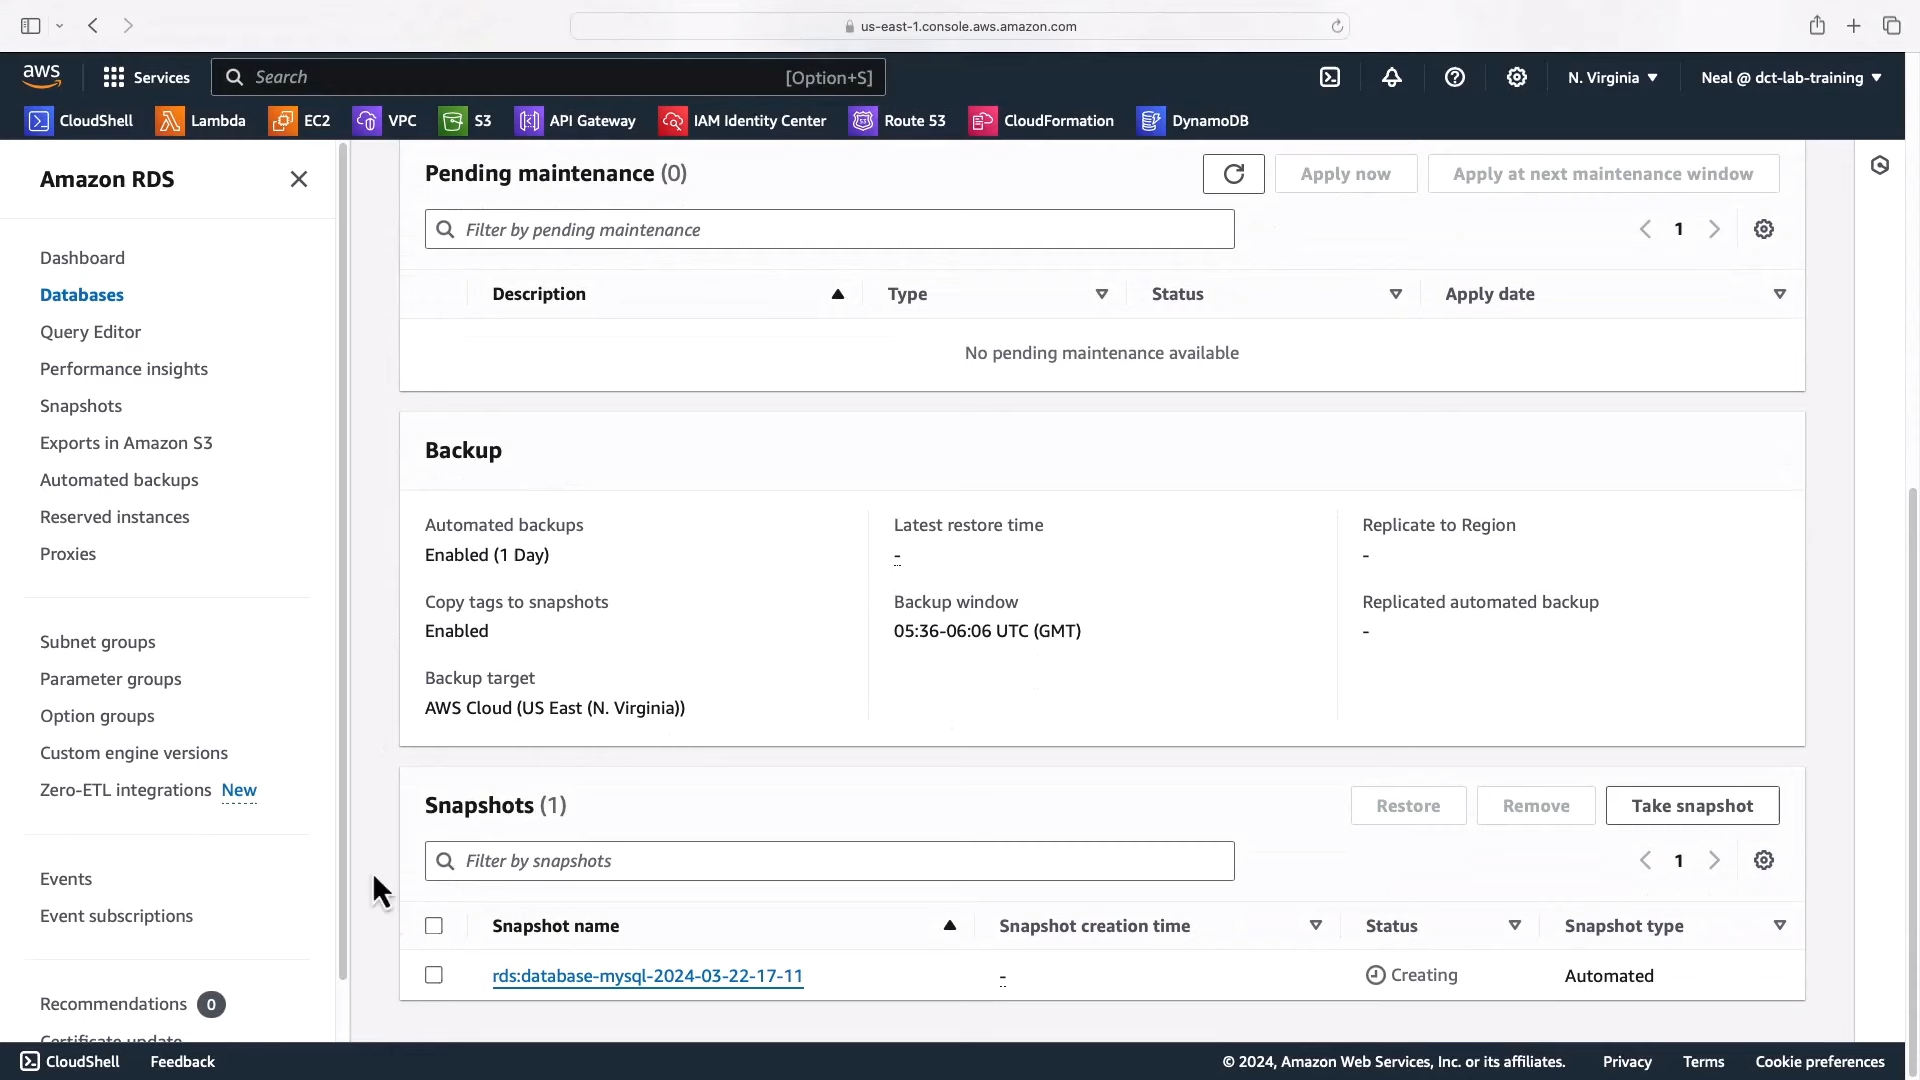 us-east-1.console.aws.amazon.com
aws
Services
Search
[Option+S]
N. Virginia
Neal @ dct-lab-training
CloudShell
Lambda
EC2
VPC
S3
API Gateway
IAM Identity Center
Route 53
CloudFormation
DynamoDB
Amazon RDS
Dashboard
Databases
Query Editor
Performance insights
Snapshots
Exports in Amazon S3
Automated backups
Reserved instances
Proxies
Subnet groups
Parameter groups
Option groups
Custom engine versions
Zero-ETL integrations New
Events
Event subscriptions
Recommendations 0
Certificate update
Pending maintenance (0)
Apply now
Apply at next maintenance window
Filter by pending maintenance
1
Description
Type
Status
Apply date
No pending maintenance available
Backup
Automated backups
Enabled (1 Day)
Copy tags to snapshots
Enabled
Backup target
AWS Cloud (US East (N. Virginia))
Latest restore time
-
Backup window
05:36-06:06 UTC (GMT)
Replicate to Region
-
Replicated automated backup
-
Snapshots (1)
Restore
Remove
Take snapshot
Filter by snapshots
1
Snapshot name
Snapshot creation time
Status
Snapshot type
rds:database-mysql-2024-03-22-17-11
-
Creating
Automated
CloudShell
Feedback
© 2024, Amazon Web Services, Inc. or its affiliates.
Privacy
Terms
Cookie preferences